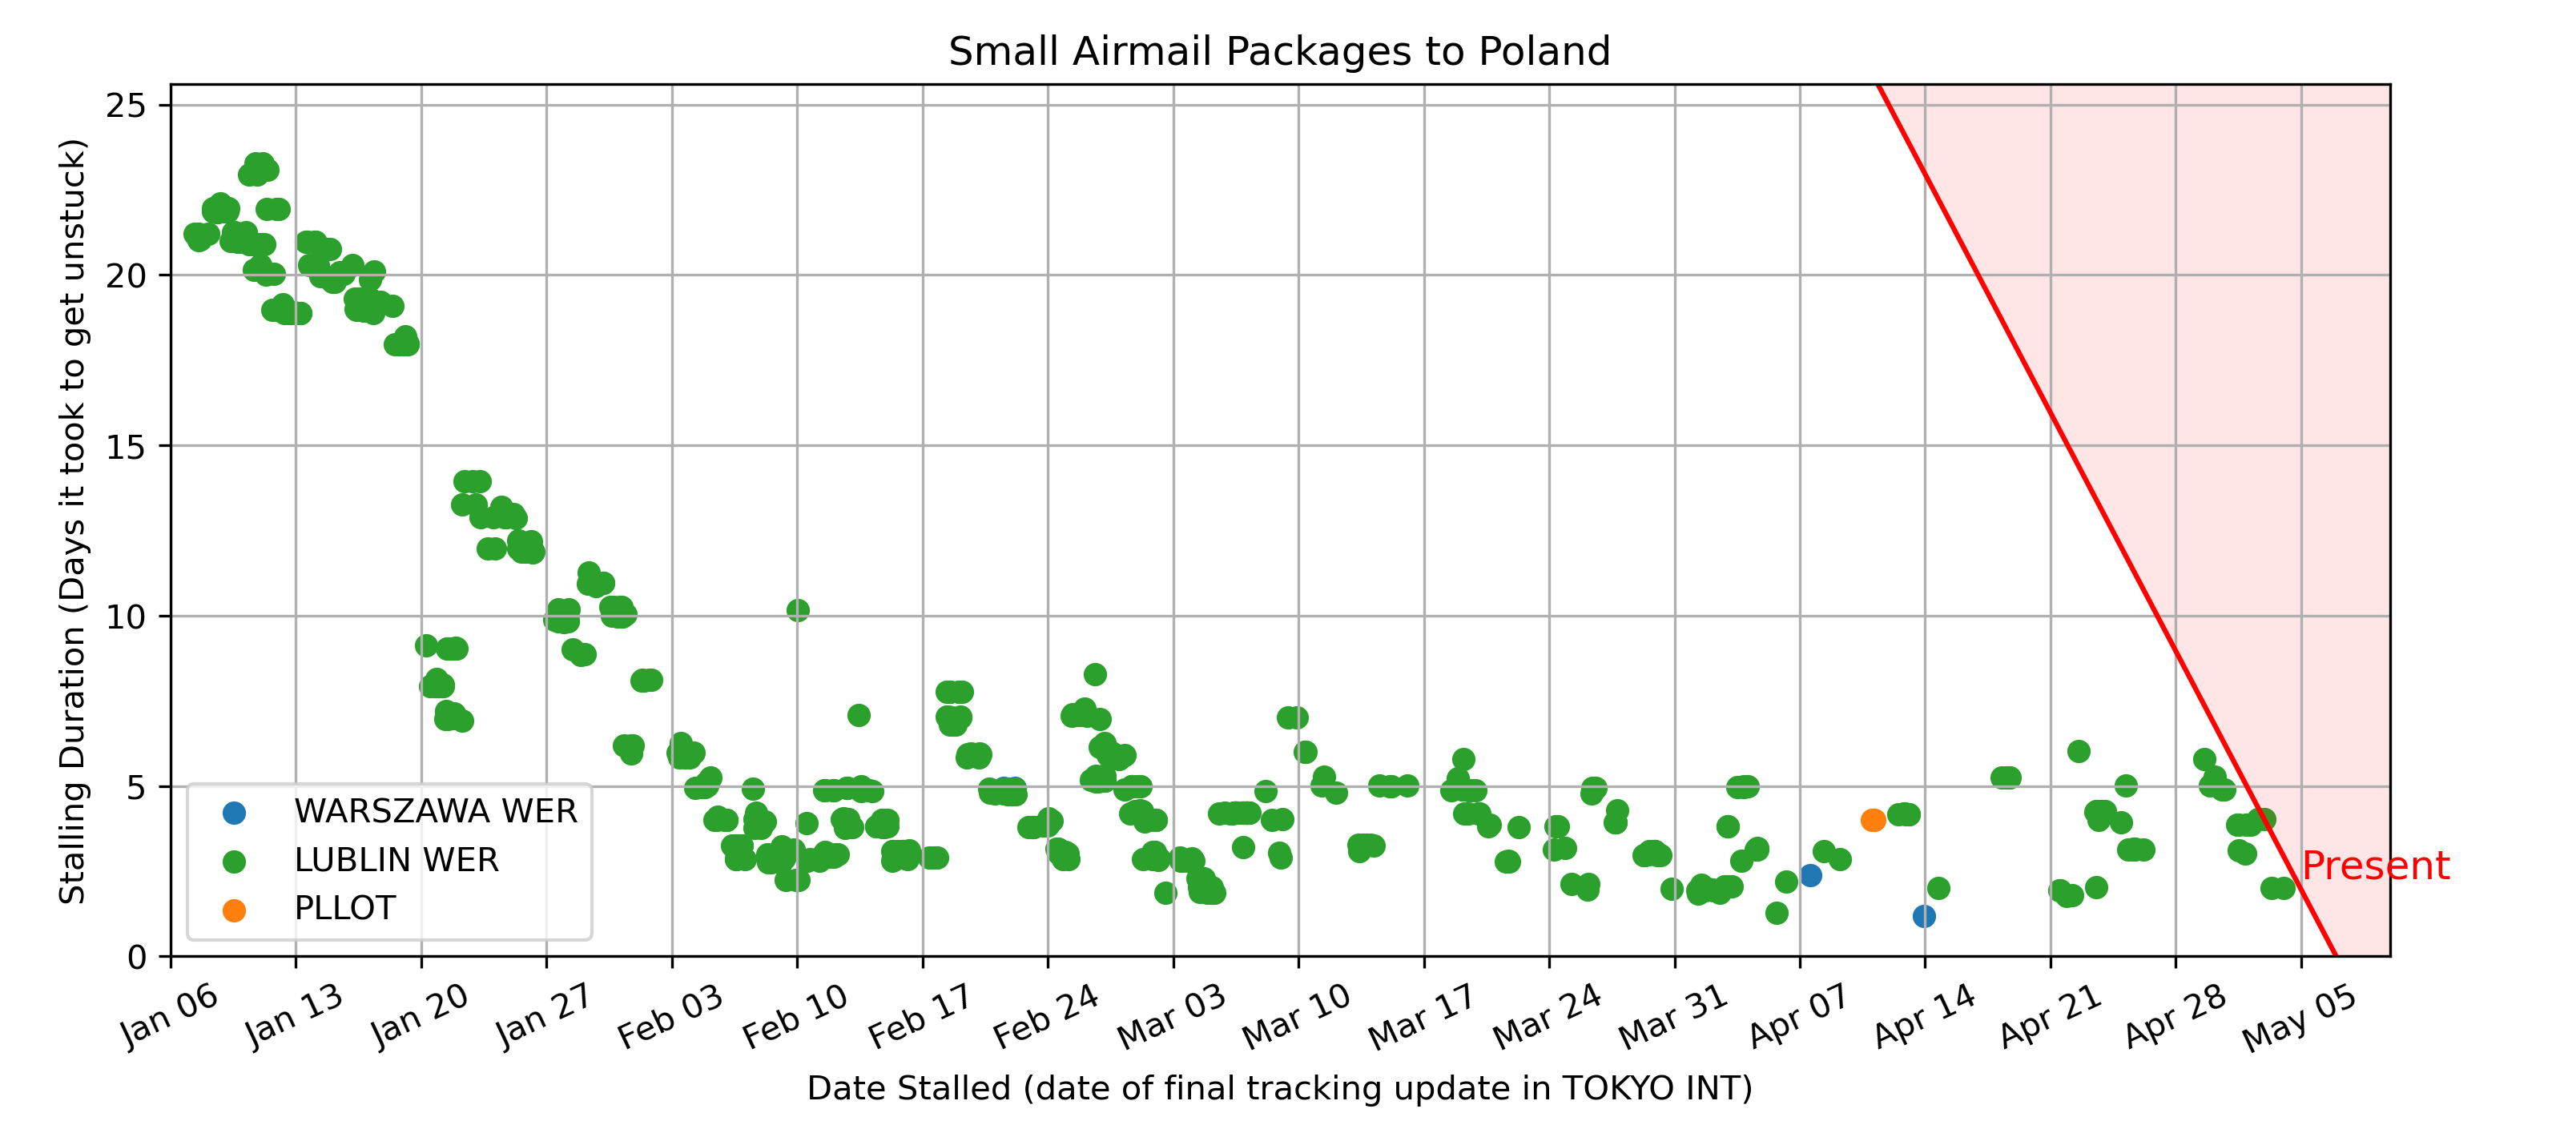 Small Airmail Packages to Poland
Stalling Duration (Days it took to get unstuck)
25
20
15
10
5
0
WARSZAWA WER
LUBLIN WER
PLLOT
Present
Jan 06
Jan 13
Jan 20
Jan 27
Feb 03
Feb 10
Feb 17
Feb 24
Mar 03
Mar 10
Mar 17
Mar 24
Mar 31
Apr 07
Apr 14
Apr 21
Apr 28
May 05
Date Stalled (date of final tracking update in TOKYO INT)